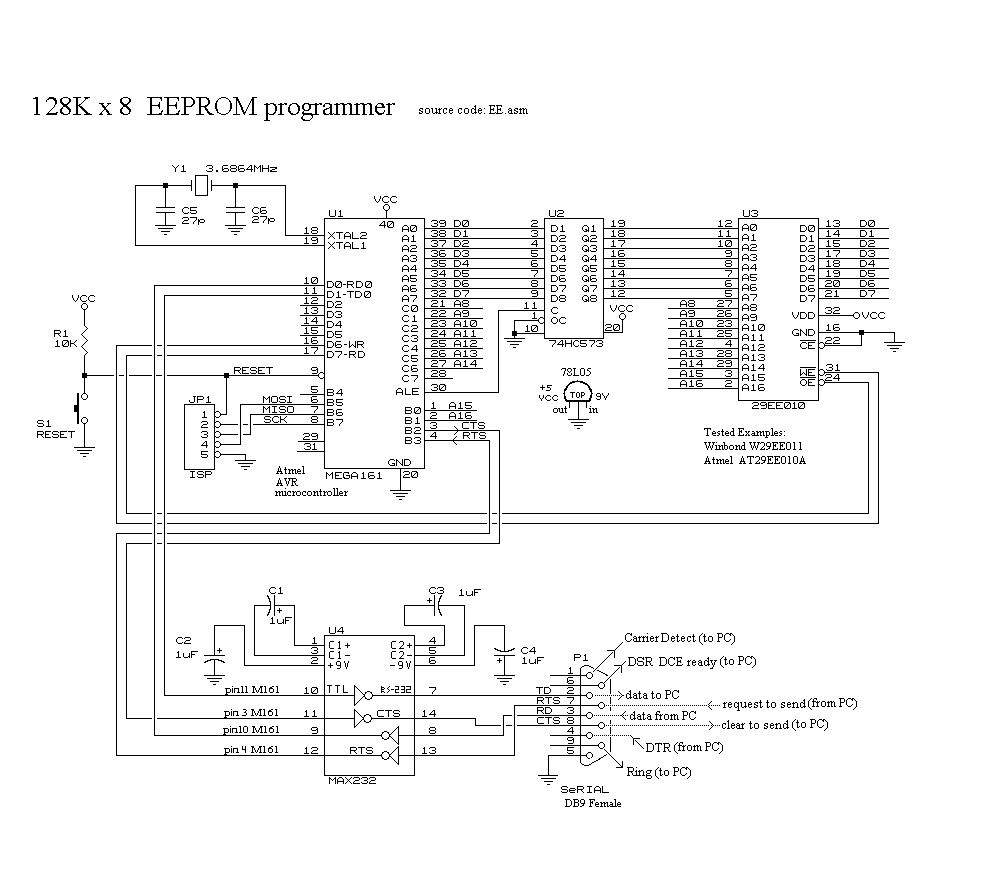 128K x 8 EEPROM programmer
source code: EE.asm
Y1 3.6864MHz
C5 27p
C6 27p
VCC
U1
40
18 XTAL2
19 XTAL1
10 D0-RD0
11 D1-TD0
12 D2
13 D3
14 D4
15 D5
16 D6-WR
17 D7-RD
9
RESET
5 B4
MOSI 6 B5
MISO 7 B6
SCK 8 B7
29
31
A0 39 D0
A1 38 D1
A2 37 D2
A3 36 D3
A4 35 D4
A5 34 D5
A6 33 D6
A7 32 D7
C0 21 A8
C1 22 A9
C2 23 A10
C3 24 A11
C4 25 A12
C5 26 A13
C6 27 A14
C7 28
ALE 30
B0 1 A15
B1 2 A16
B2 3 CTS
B3 4 RTS
GND
20
MEGA161
Atmel
AVR
microcontroller
VCC
R1
10K
S1
RESET
JP1
1
2
3
4
5
ISP
U2
2 D1 Q1 19
3 D2 Q2 18
4 D3 Q3 17
5 D4 Q4 16
6 D5 Q5 15
7 D6 Q6 14
8 D7 Q7 13
9 D8 Q8 12
11 C
1 OC
10
VCC
20
74HC573
78L05
+5
VCC
TOP
9V
out in
U3
12 A0 D0 13 D0
11 A1 D1 14 D1
10 A2 D2 15 D2
9 A3 D3 17 D3
8 A4 D4 18 D4
7 A5 D5 19 D5
6 A6 D6 20 D6
5 A7 D7 21 D7
A8 27 A8
A9 26 A9
A10 23 A10
A11 25 A11
A12 4 A12
A13 28 A13
A14 29 A14
A15 3 A15
A16 2 A16
VDD 32 VCC
GND 16
CE 22
WE 31
OE 24
29EE010
Tested Examples:
Winbond W29EE011
Atmel AT29EE010A
C1
1uF
C2
1uF
C3
1uF
C4
1uF
U4
1 C1+
3 C1-
2 +9V
C2+ 4
C2- 5
-9V 6
pin11 M161 10 TTL RS-232 7
pin 3 M161 11 CTS 14
pin10 M161 9 8
pin 4 M161 12 RTS 13
MAX232
P1
1
6
TD 2
RTS 7
RD 3
CTS 8
4
9
5
Carrier Detect (to PC)
DSR DCE ready (to PC)
data to PC
request to send (from PC)
data from PC
clear to send (to PC)
DTR (from PC)
Ring (to PC)
SeRIAL
DB9 Female